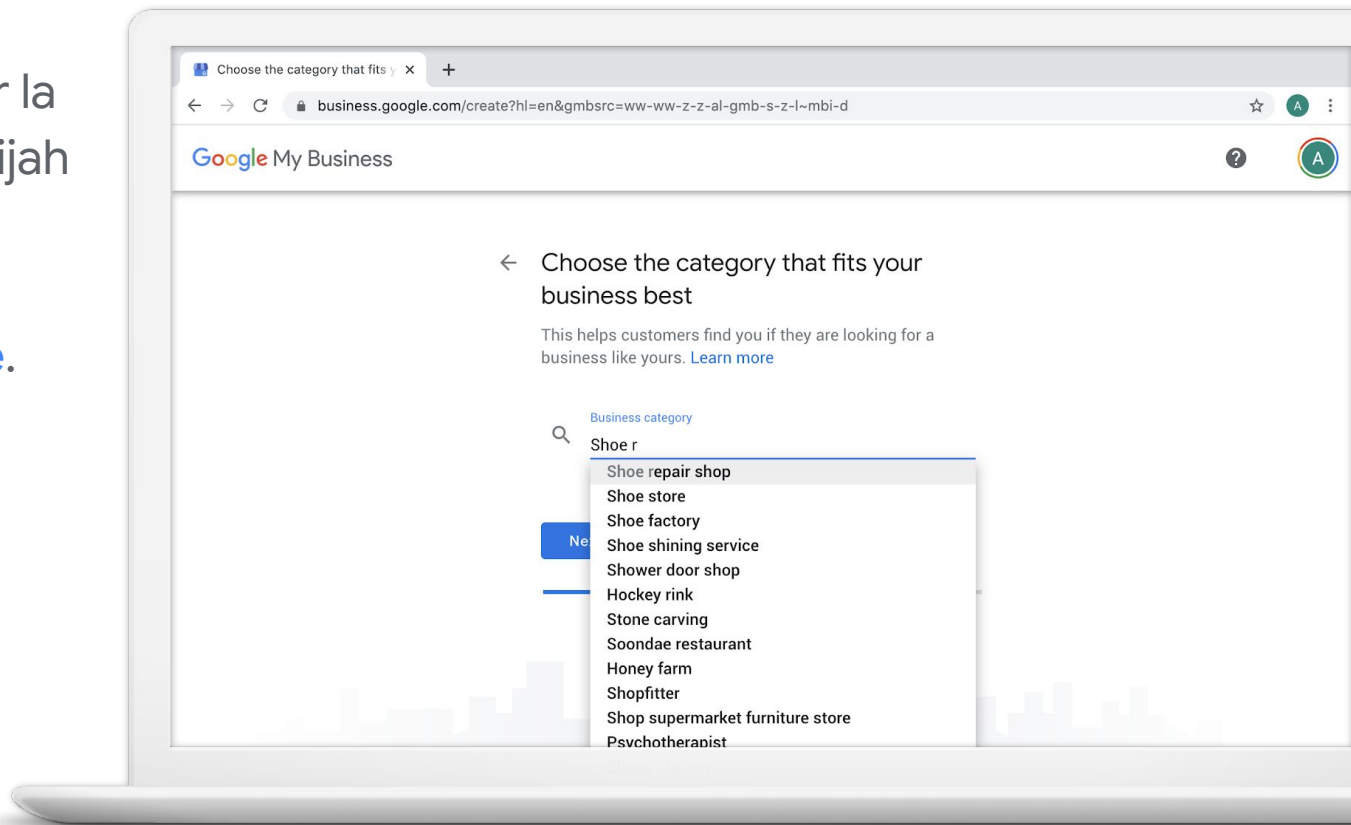 r la
ijah
e.
Choose the category that fits y
business.google.com/create?hl=en&gmbsrc=ww-ww-z-z-al-gmb-s-z-l~mbi-d
A
Google My Business
A
Choose the category that fits your
business best
This helps customers find you if they are looking for a
business like yours. Learn more
Business category
Shoe r
Shoe repair shop
Shoe store
Shoe factory
Ne
Shoe shining service
Shower door shop
Hockey rink
Stone carving
Soondae restaurant
Honey farm
Shopfitter
Shop supermarket furniture store
Psychotherapist